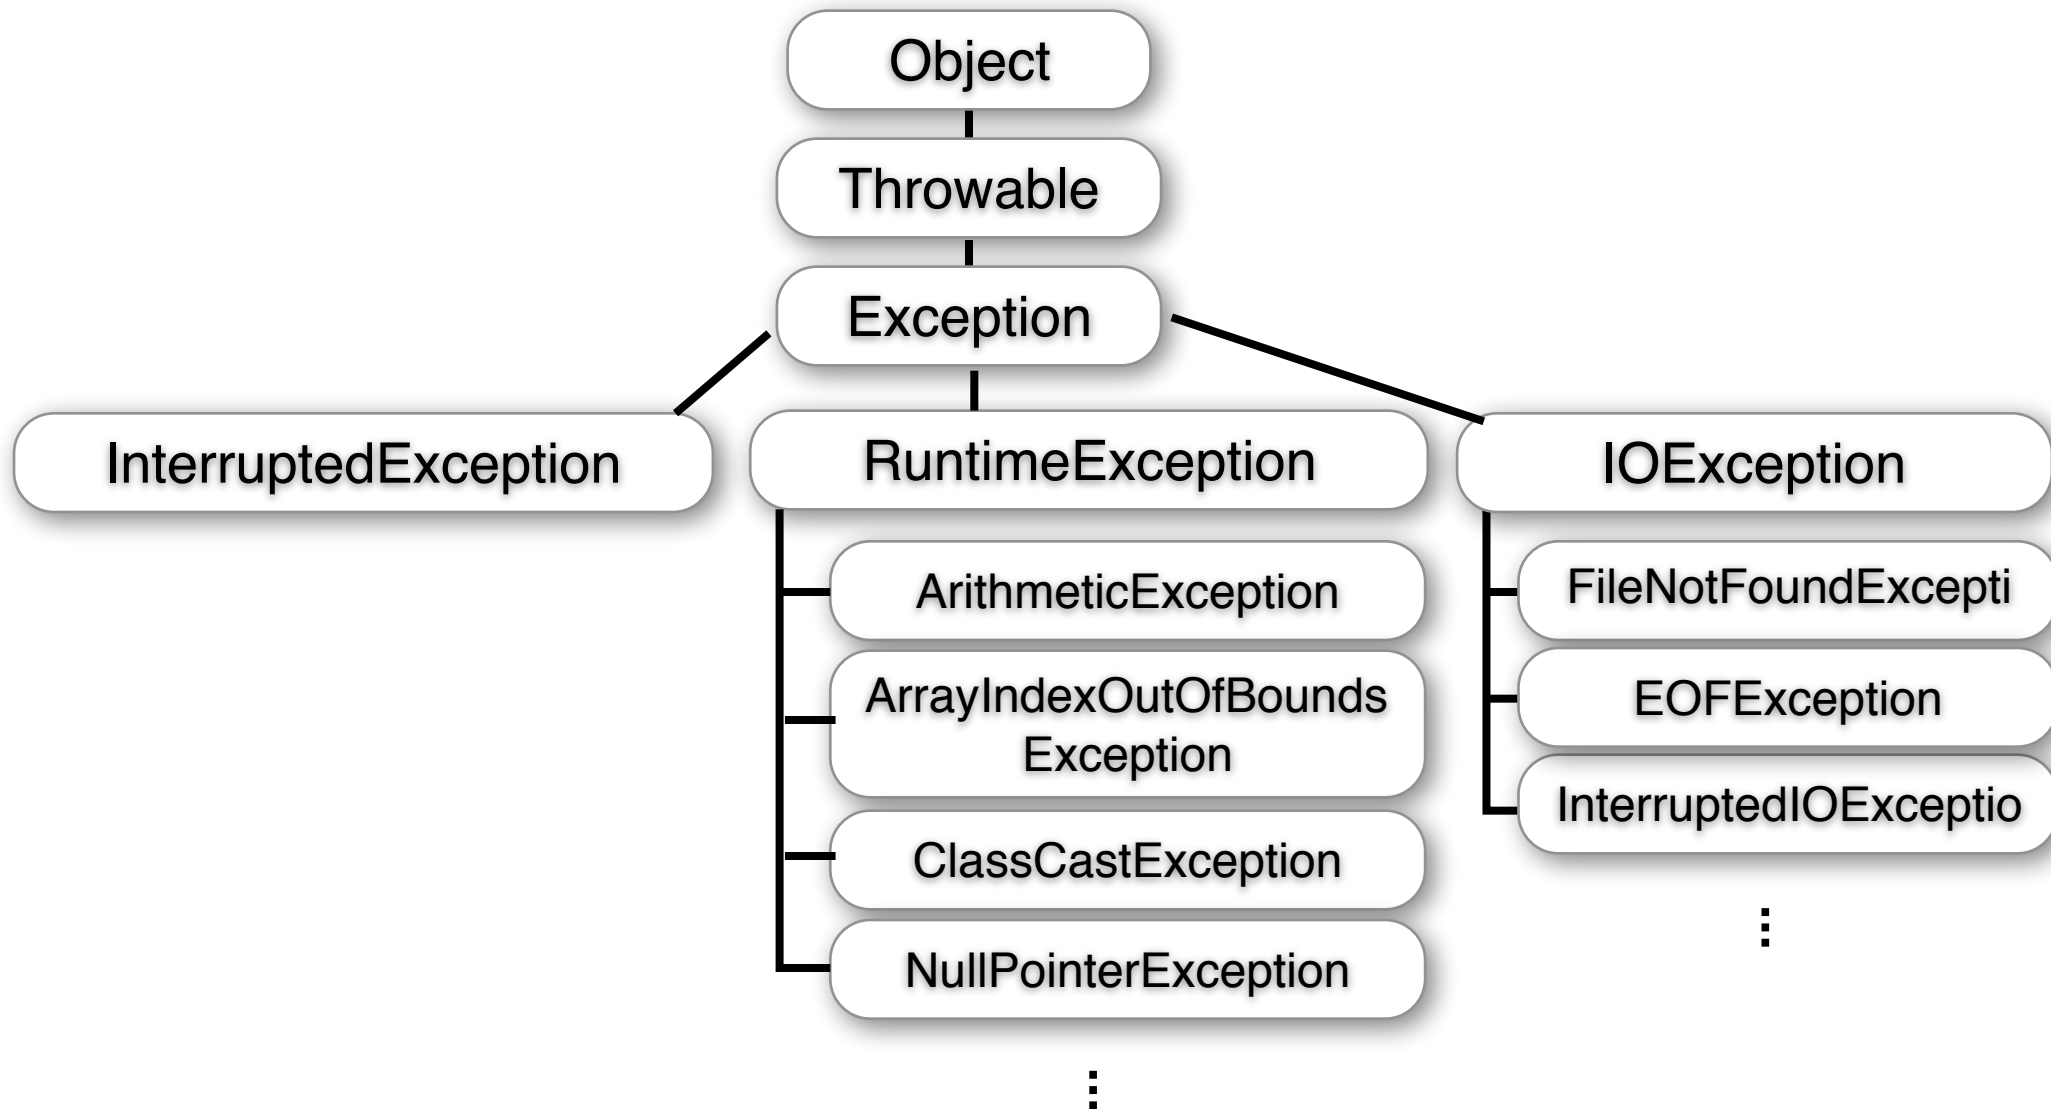 Object
Throwable
Exception
InterruptedException
RuntimeException
IOException
ArithmeticException
ArrayIndexOutOfBounds
Exception
ClassCastException
NullPointerException
FileNotFoundExcepti
EOFException
InterruptedIOExceptio